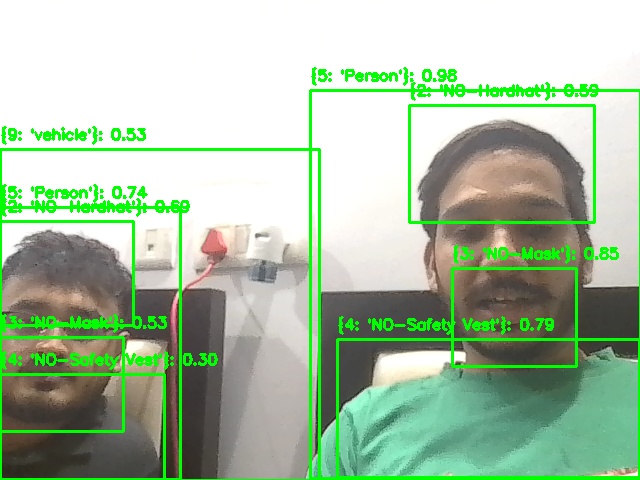 {5: 'Person'}: 0.98
{2: 'NO-Hardhat'}: 0.59
{9: 'vehicle'}: 0.53
{5: 'Person'}: 0.74
{2: 'NO-Hardhat'}: 0.69
{3: 'NO-Mask'}: 0.85
{3: 'NO-Mask'}: 0.53
{4: 'NO-Safety Vest'}: 0.79
{4: 'NO-Safety Vest'}: 0.30